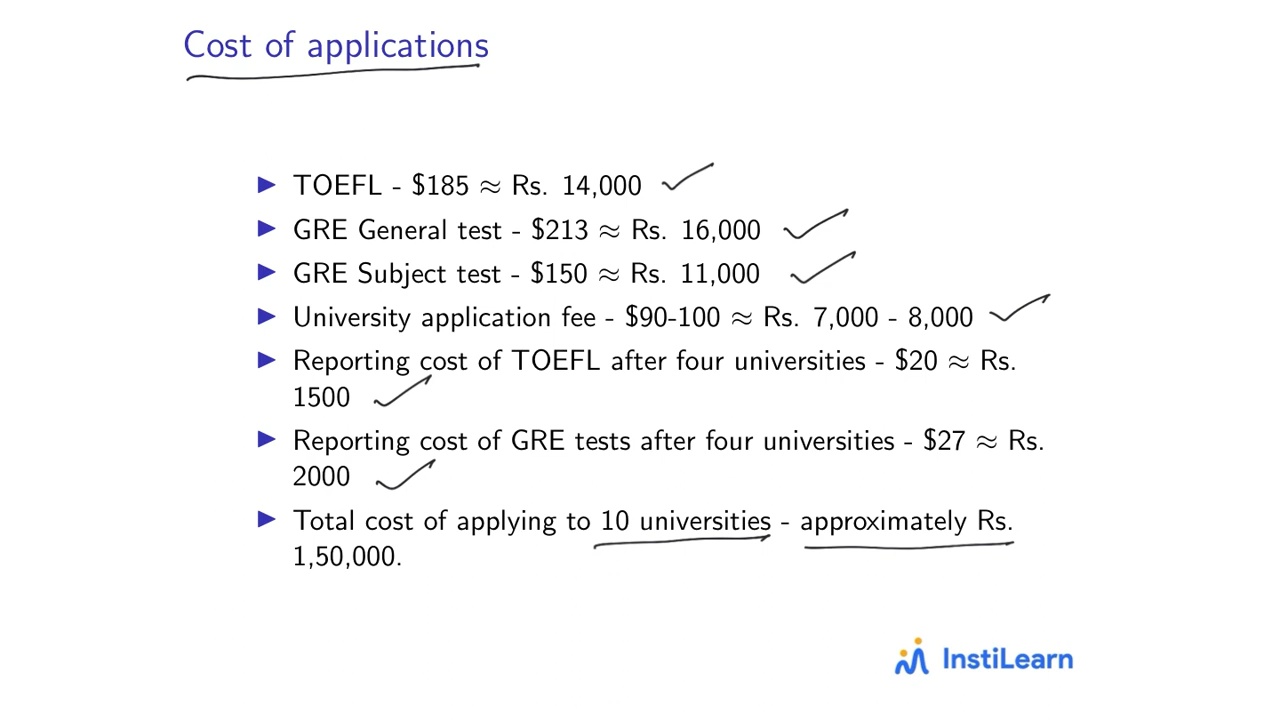 Cost of applications
TOEFL - $185 ≈ Rs. 14,000
GRE General test - $213 ≈ Rs. 16,000
GRE Subject test - $150 ≈ Rs. 11,000
University application fee - $90-100 ≈ Rs. 7,000 - 8,000
Reporting cost of TOEFL after four universities - $20 ≈ Rs.
1500
Reporting cost of GRE tests after four universities - $27 ≈ Rs.
2000
Total cost of applying to 10 universities - approximately Rs.
1,50,000.
InstiLearn